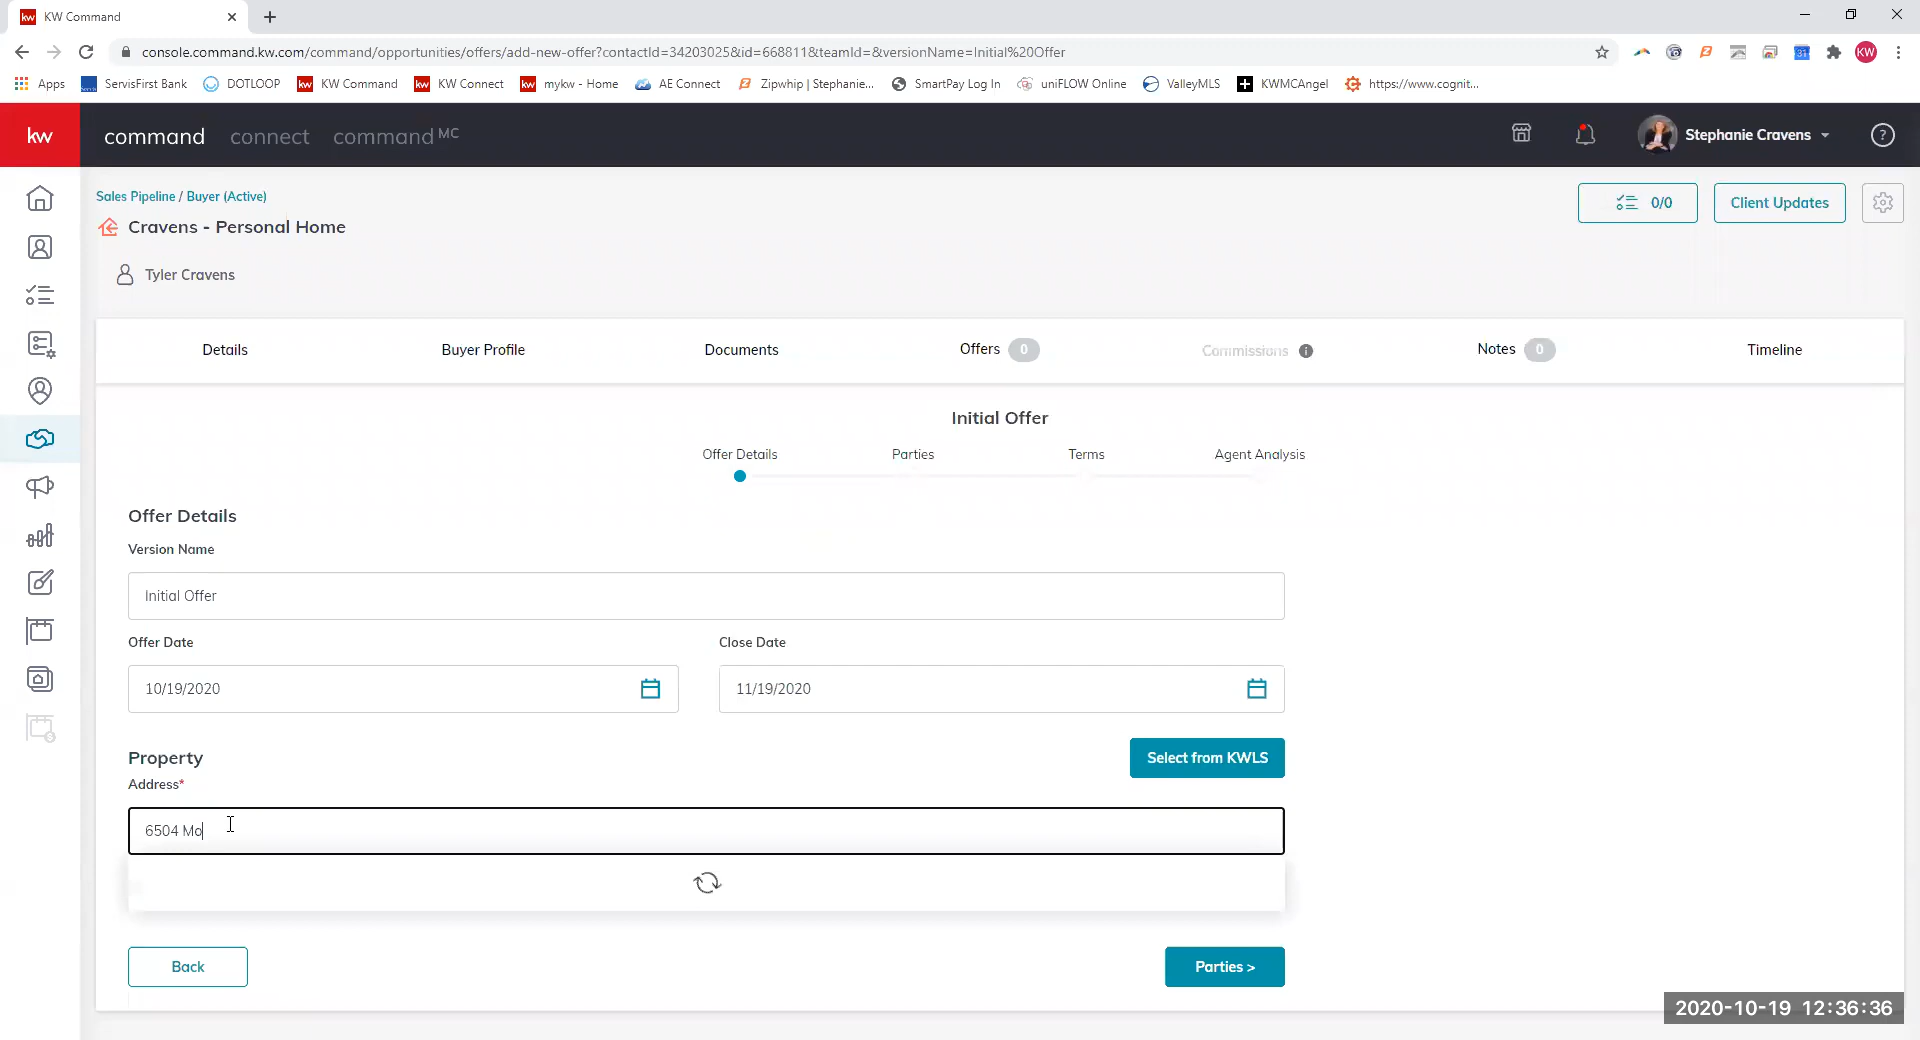 kw KW Command
console.command.kw.com/command/opportunities/offers/add-new-offer?contactId=34203025&id=668811&teamId=&versionName=Initial%20Offer
KW
Apps ServisFirst Bank DOTLOOP kw KW Command kw KW Connect kw mykw - Home AE Connect Zipwhip | Stephanie... SmartPay Log In uniFLOW Online ValleyMLS KWMCAngel https://www.cognit...
kw command connect command MC Stephanie Cravens ?
Sales Pipeline / Buyer (Active)
0/0 Client Updates
Cravens - Personal Home
Tyler Cravens
Details Buyer Profile Documents Offers 0 Commissions i Notes 0 Timeline
Initial Offer
Offer Details Parties Terms Agent Analysis
Offer Details
Version Name
Initial Offer
Offer Date Close Date
10/19/2020 11/19/2020
Property Select from KWLS
Address*
6504 Mo
Back Parties >
2020-10-19 12:36:36